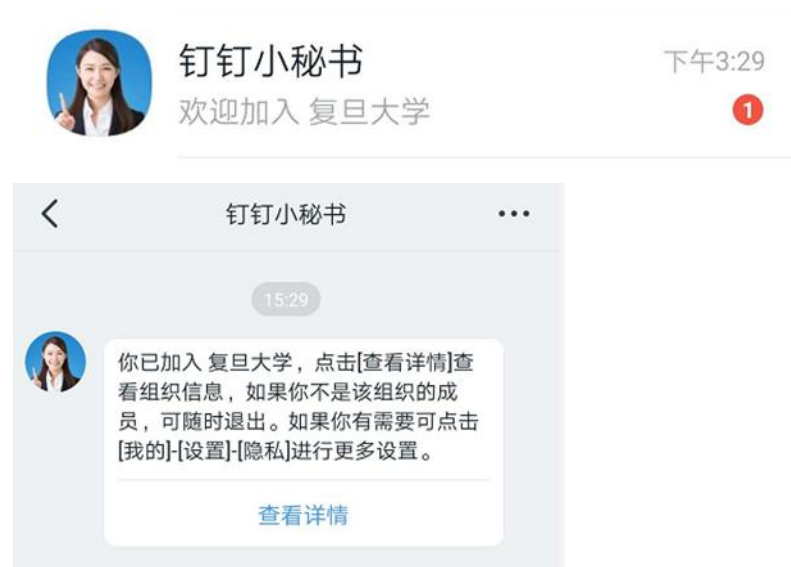 钉钉小秘书
下午3:29
欢迎加入 复旦大学
1
钉钉小秘书
15:29
你已加入 复旦大学，点击[查看详情]查
看组织信息，如果你不是该组织的成
员，可随时退出。如果你有需要可点击
[我的]-[设置]-[隐私]进行更多设置。
查看详情